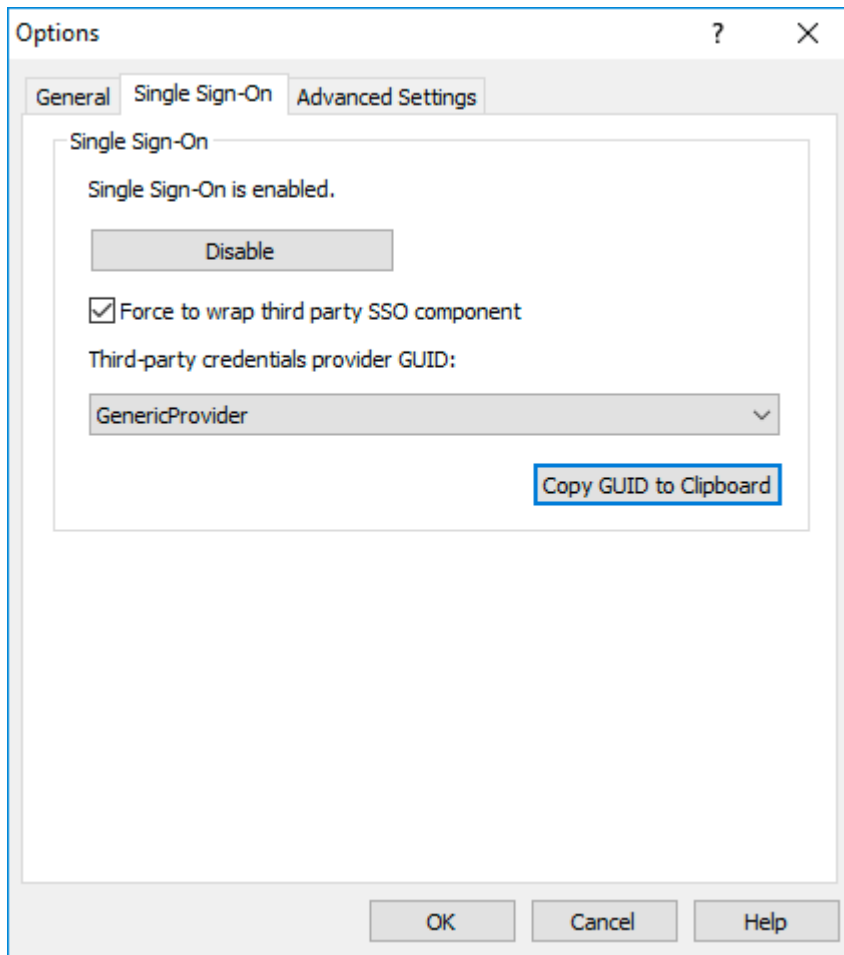 Options ?
General Single Sign-On Advanced Settings
Single Sign-On
Single Sign-On is enabled.
Disable
Force to wrap third party SSO component
Third-party credentials provider GUID:
GenericProvider
Copy GUID to Clipboard
OK Cancel Help